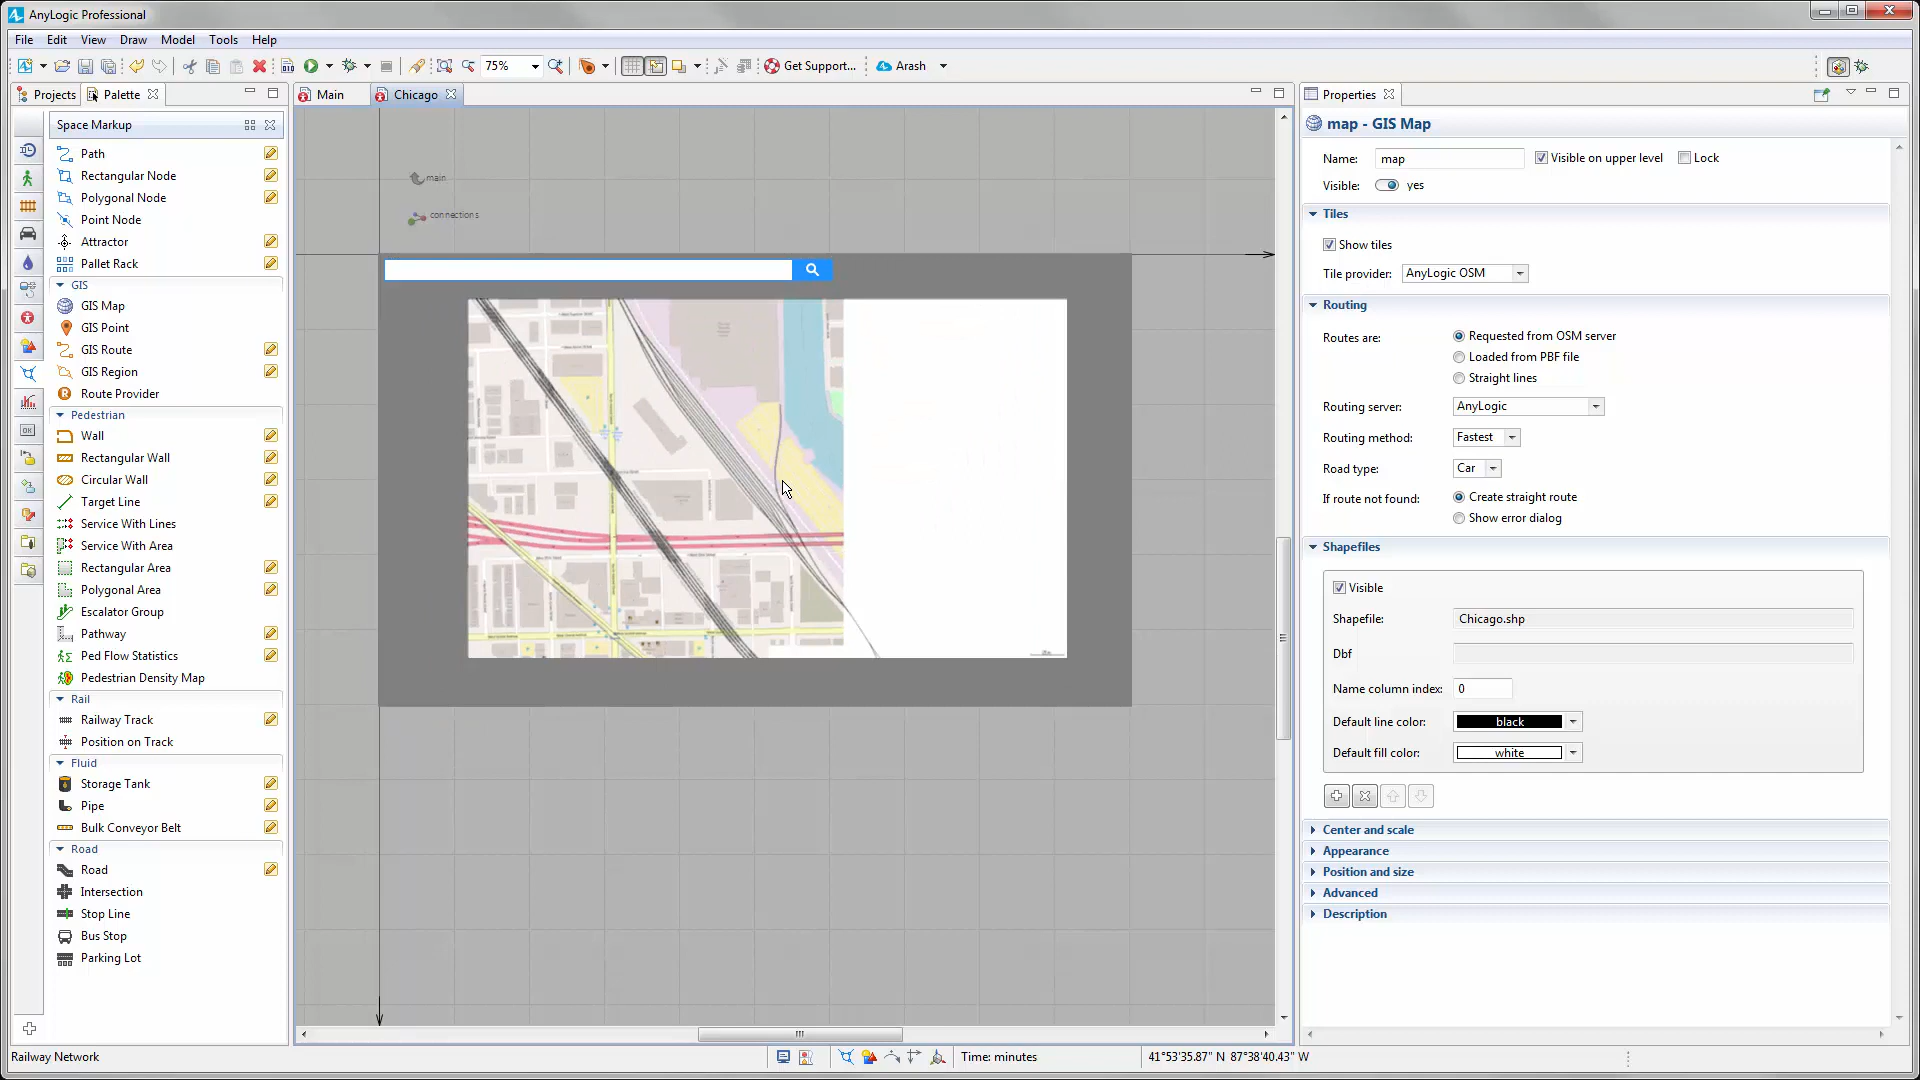 AnyLogic Professional
File Edit View Draw Model Tools Help
75% Get Support... Arash
Projects Palette
Main Chicago
Properties
Space Markup
Path
Rectangular Node
Polygonal Node
Point Node
Attractor
Pallet Rack
GIS
GIS Map
GIS Point
GIS Route
GIS Region
Route Provider
Pedestrian
Wall
Rectangular Wall
Circular Wall
Target Line
Service With Lines
Service With Area
Rectangular Area
Polygonal Area
Escalator Group
Pathway
Ped Flow Statistics
Pedestrian Density Map
Rail
Railway Track
Position on Track
Fluid
Storage Tank
Pipe
Bulk Conveyor Belt
Road
Road
Intersection
Stop Line
Bus Stop
Parking Lot
main
connections
map - GIS Map
Name: map Visible on upper level Lock
Visible: yes
Tiles
Show tiles
Tile provider: AnyLogic OSM
Routing
Routes are: Requested from OSM server
Loaded from PBF file
Straight lines
Routing server: AnyLogic
Routing method: Fastest
Road type: Car
If route not found: Create straight route
Show error dialog
Shapefiles
Visible
Shapefile: Chicago.shp
Dbf
Name column index: 0
Default line color: black
Default fill color: white
Center and scale
Appearance
Position and size
Advanced
Description
Railway Network
Time: minutes
41°53'35.87" N 87°38'40.43" W